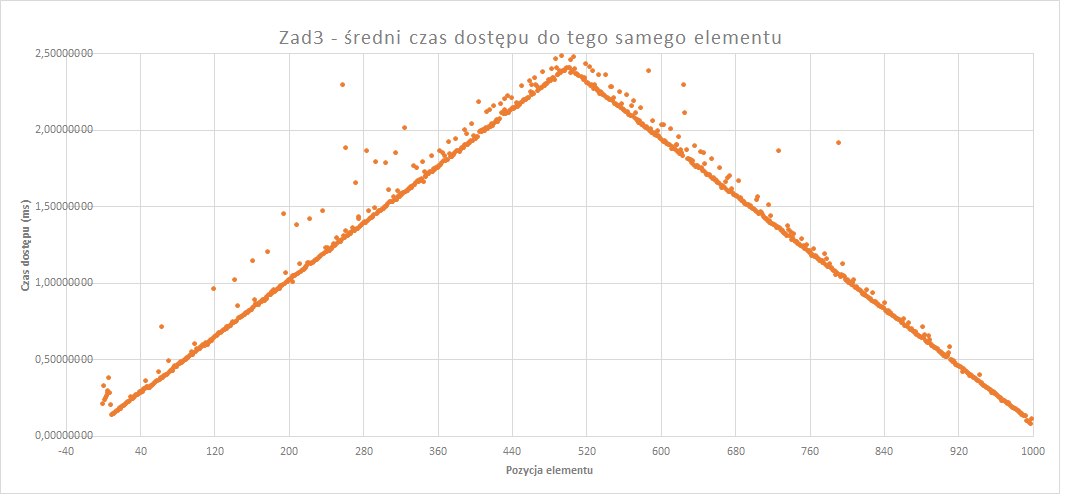 Zad3 - średni czas dostępu do tego samego elementu
2,50000000
2,00000000
1,50000000
1,00000000
0,50000000
0,00000000
Czas dostępu (ms)
-40 40 120 200 280 360 440 520 600 680 760 840 920 1000
Pozycja elementu